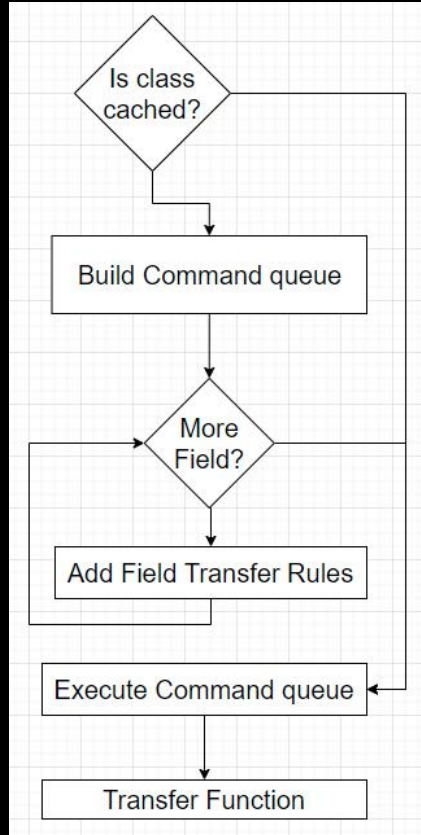 Is class
cached?
Build Command queue
More
Field?
Add Field Transfer Rules
Execute Command queue
Transfer Function